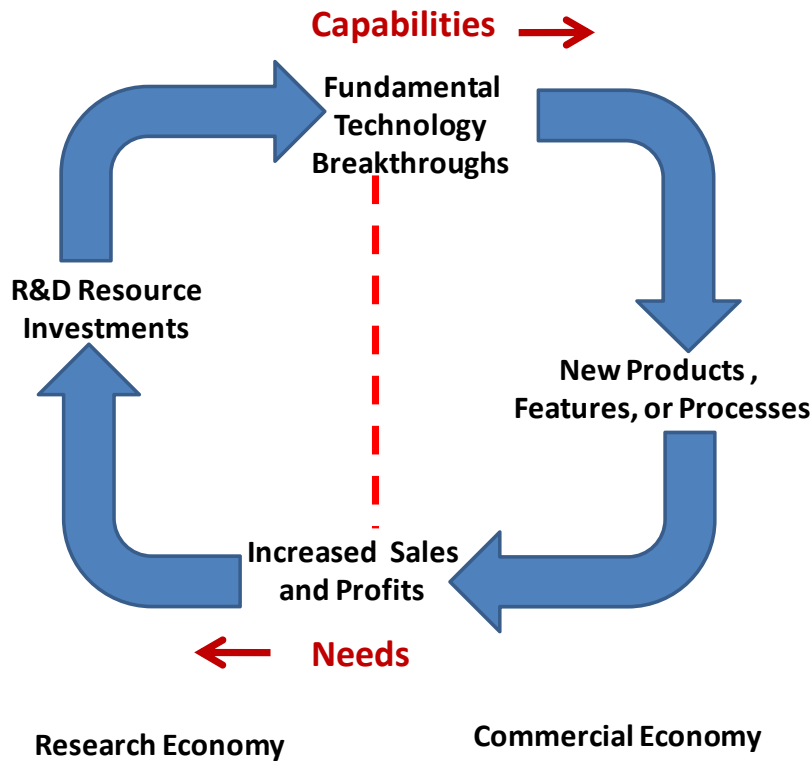 Capabilities
Fundamental
Technology
Breakthroughs
R&D Resource
Investments
New Products ,
Features, or Processes
Increased Sales
and Profits
Needs
Research Economy
Commercial Economy